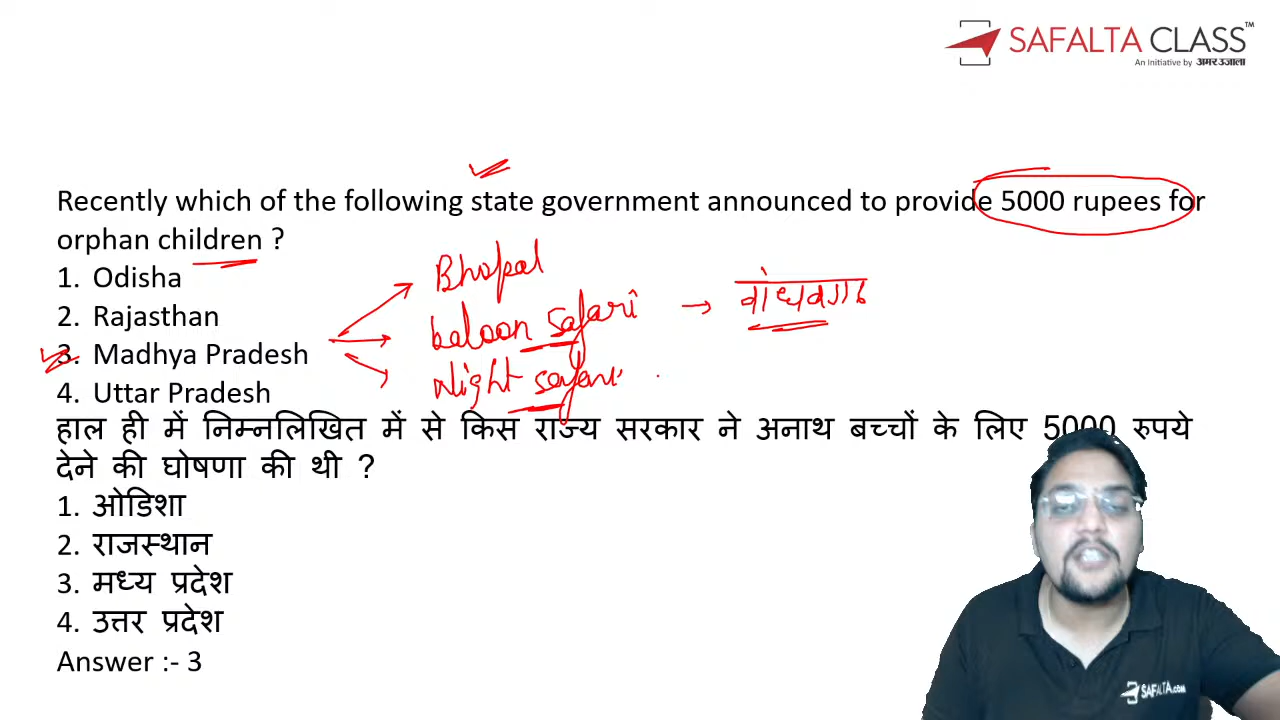 SAFALTA CLASS™
An Initiative by अमर उजाला
Recently which of the following state government announced to provide 5000 rupees for
orphan children ?
1. Odisha
2. Rajasthan
3. Madhya Pradesh
4. Uttar Pradesh
Bhopal
baloon safari → बांधवगढ
Night safari
हाल ही में निम्नलिखित में से किस राज्य सरकार ने अनाथ बच्चों के लिए 5000 रुपये
देने की घोषणा की थी ?
1. ओडिशा
2. राजस्थान
3. मध्य प्रदेश
4. उत्तर प्रदेश
Answer :- 3
SAFALTA.COM